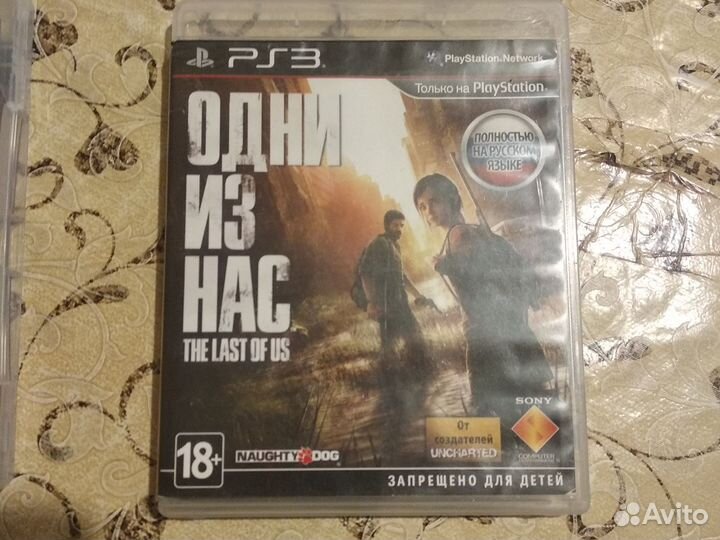 PS3
PlayStation Network
Только на PlayStation
ПОЛНОСТЬЮ
НА РУССКОМ
ЯЗЫКЕ
ОДНИ
ИЗ
НАС
THE LAST OF US
18+
NAUGHTY DOG
От
создателей
UNCHARTED
SONY
COMPUTER
ЗАПРЕЩЕНО ДЛЯ ДЕТЕЙ
Avito